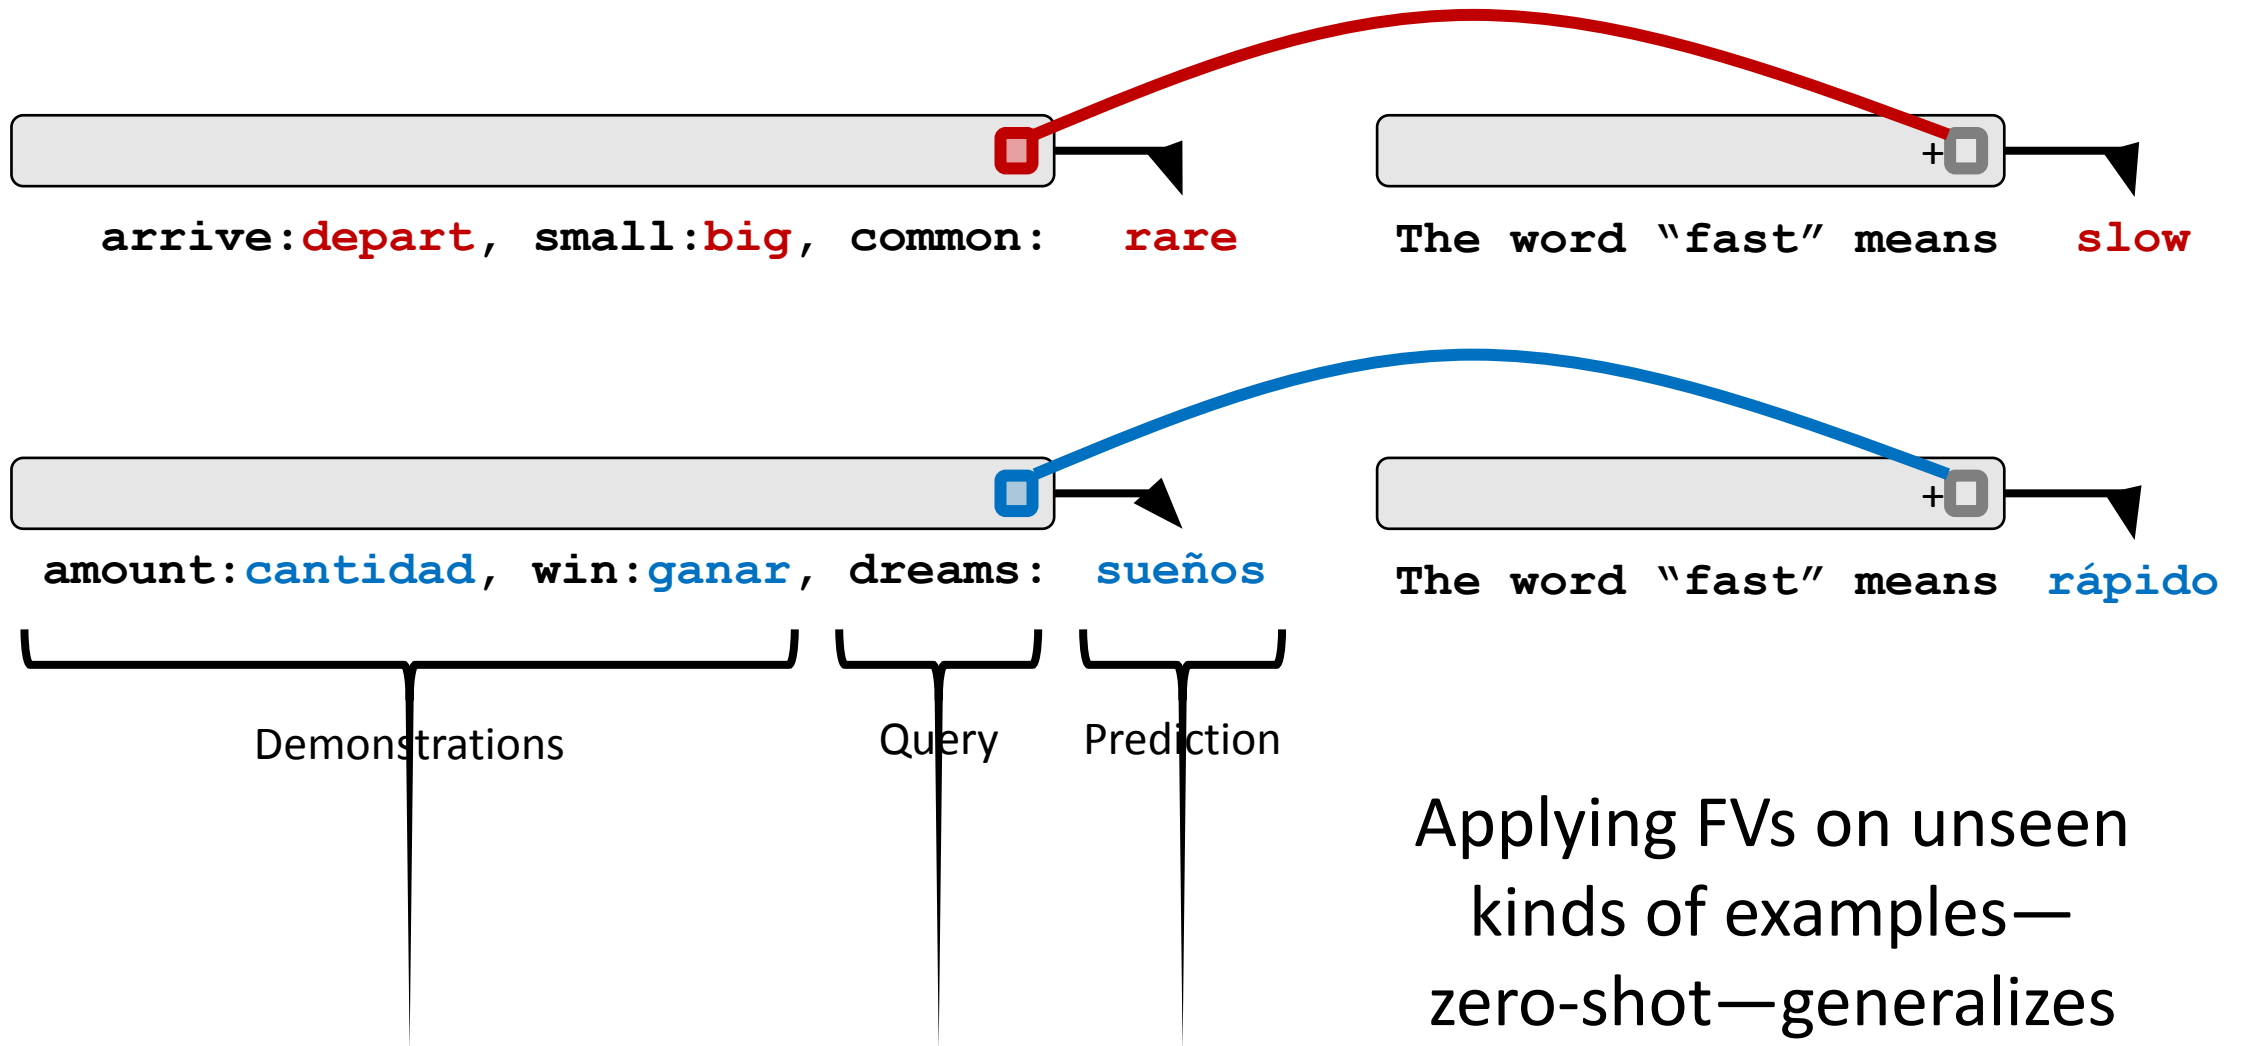 +
arrive:depart, small:big, common: rare
The word “fast” means slow
+
amount:cantidad, win:ganar, dreams: sueños
The word “fast” means rápido
Demonstrations
Query
Prediction
Applying FVs on unseen
kinds of examples—
zero-shot—generalizes